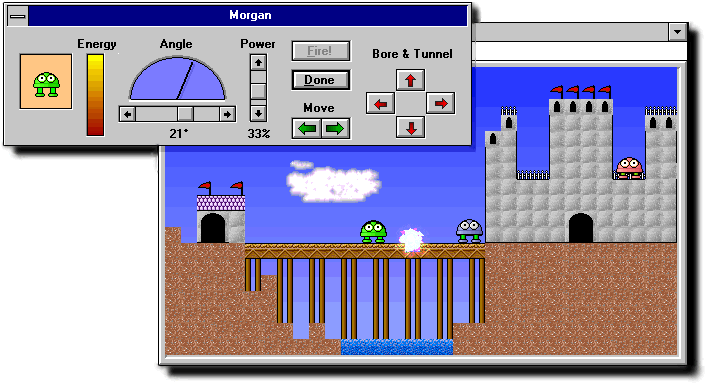 Morgan
Energy
Angle
Power
Fire!
Bore & Tunnel
Done
Move
21°
33%